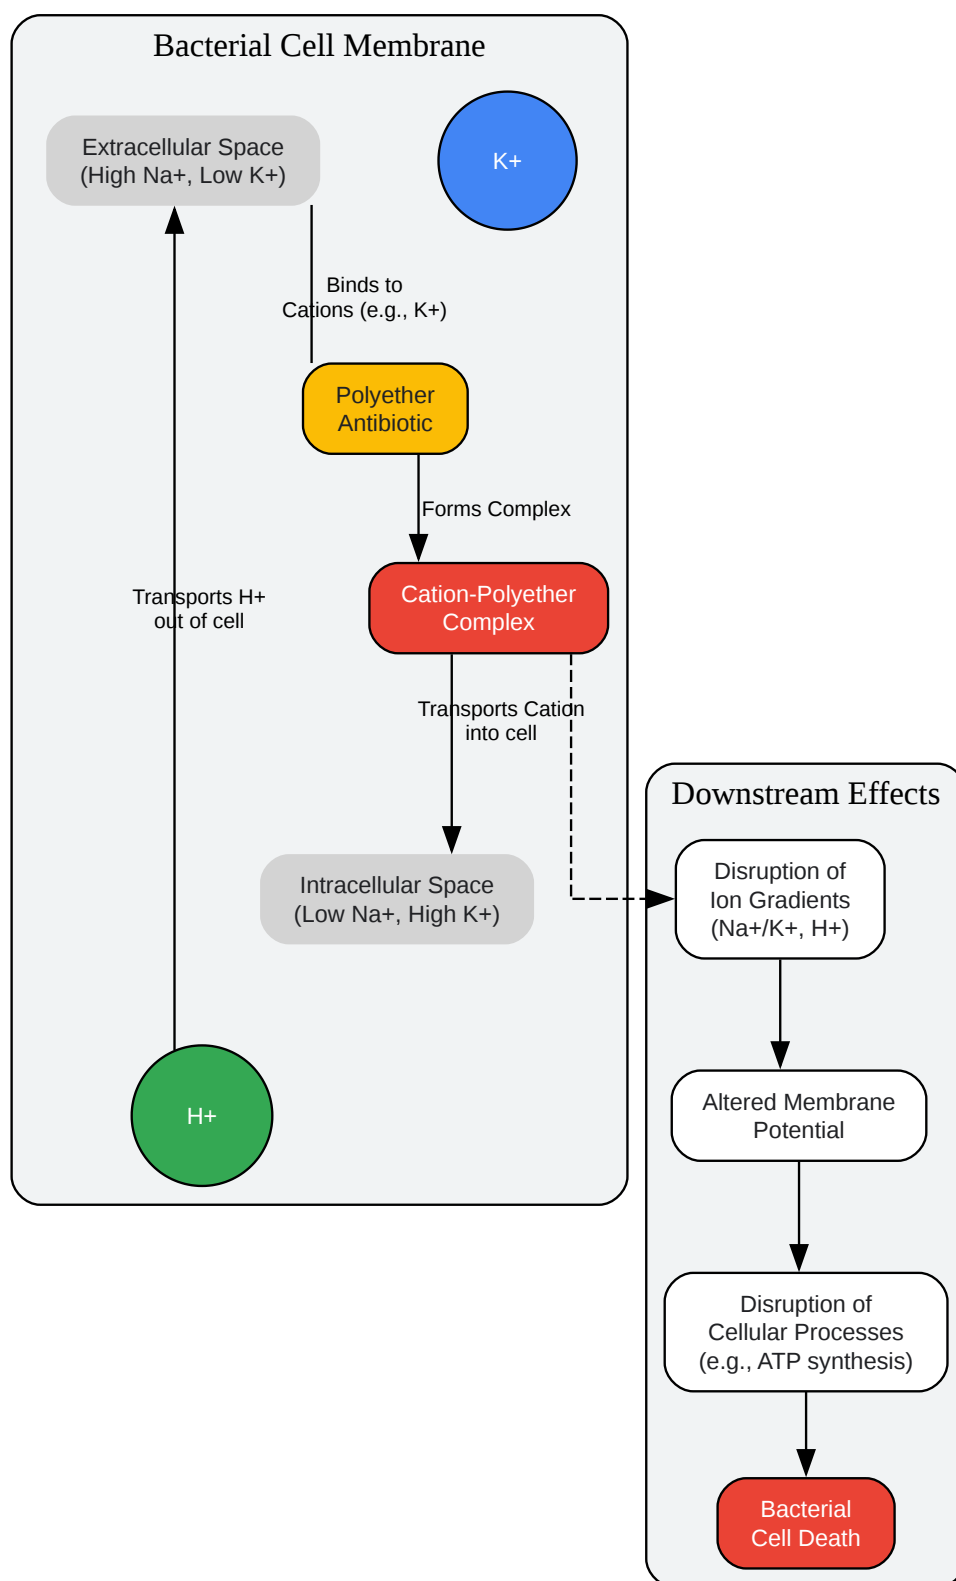 Bacterial Cell Membrane
Extracellular Space
(High Na+, Low K+)
K+
Binds to
Cations (e.g., K+)
Polyether
Antibiotic
Forms Complex
Cation-Polyether
Complex
Transports H+
out of cell
Transports Cation
into cell
Intracellular Space
(Low Na+, High K+)
H+
Downstream Effects
Disruption of
Ion Gradients
(Na+/K+, H+)
Altered Membrane
Potential
Disruption of
Cellular Processes
(e.g., ATP synthesis)
Bacterial
Cell Death